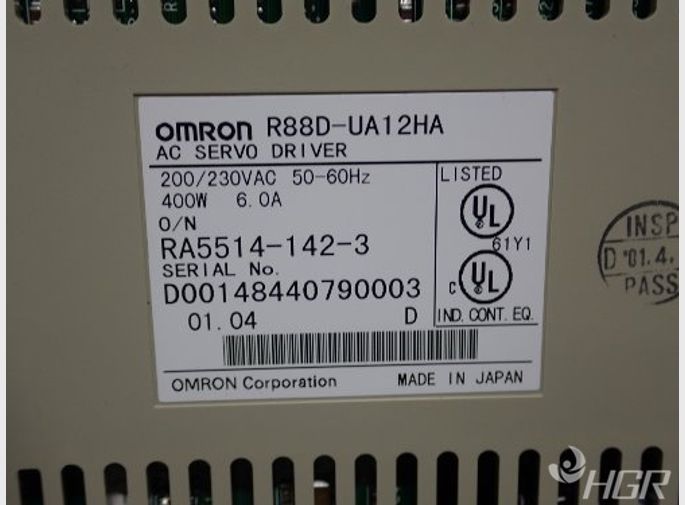 OMRON R88D-UA12HA
AC SERVO DRIVER
200/230VAC 50-60Hz
400W 6.0A
O/N
RA5514-142-3
SERIAL No.
D00148440790003
01.04 D
LISTED
UL
61Y1
C UL
IND. CONT. EQ.
OMRON Corporation MADE IN JAPAN
INSP
D '01.4.
PASS
HGR